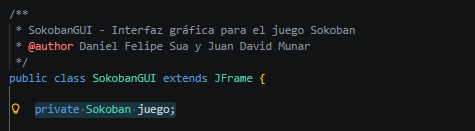 /**
* SokobanGUI - Interfaz gráfica para el juego Sokoban
* @author Daniel Felipe Sua y Juan David Munar
*/
public class SokobanGUI extends JFrame {
private Sokoban juego;